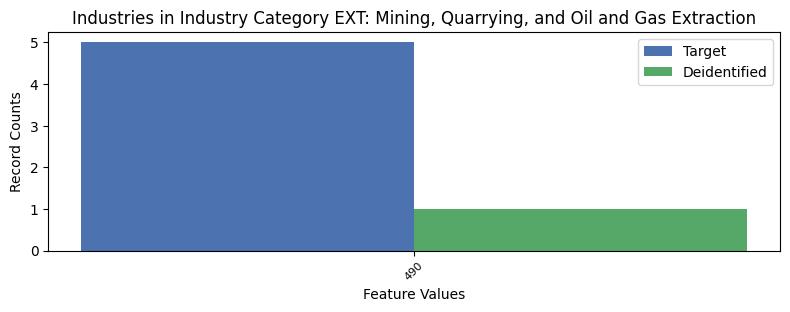 Industries in Industry Category EXT: Mining, Quarrying, and Oil and Gas Extraction
5
4
3
2
1
0
Record Counts
Target
Deidentified
490
Feature Values